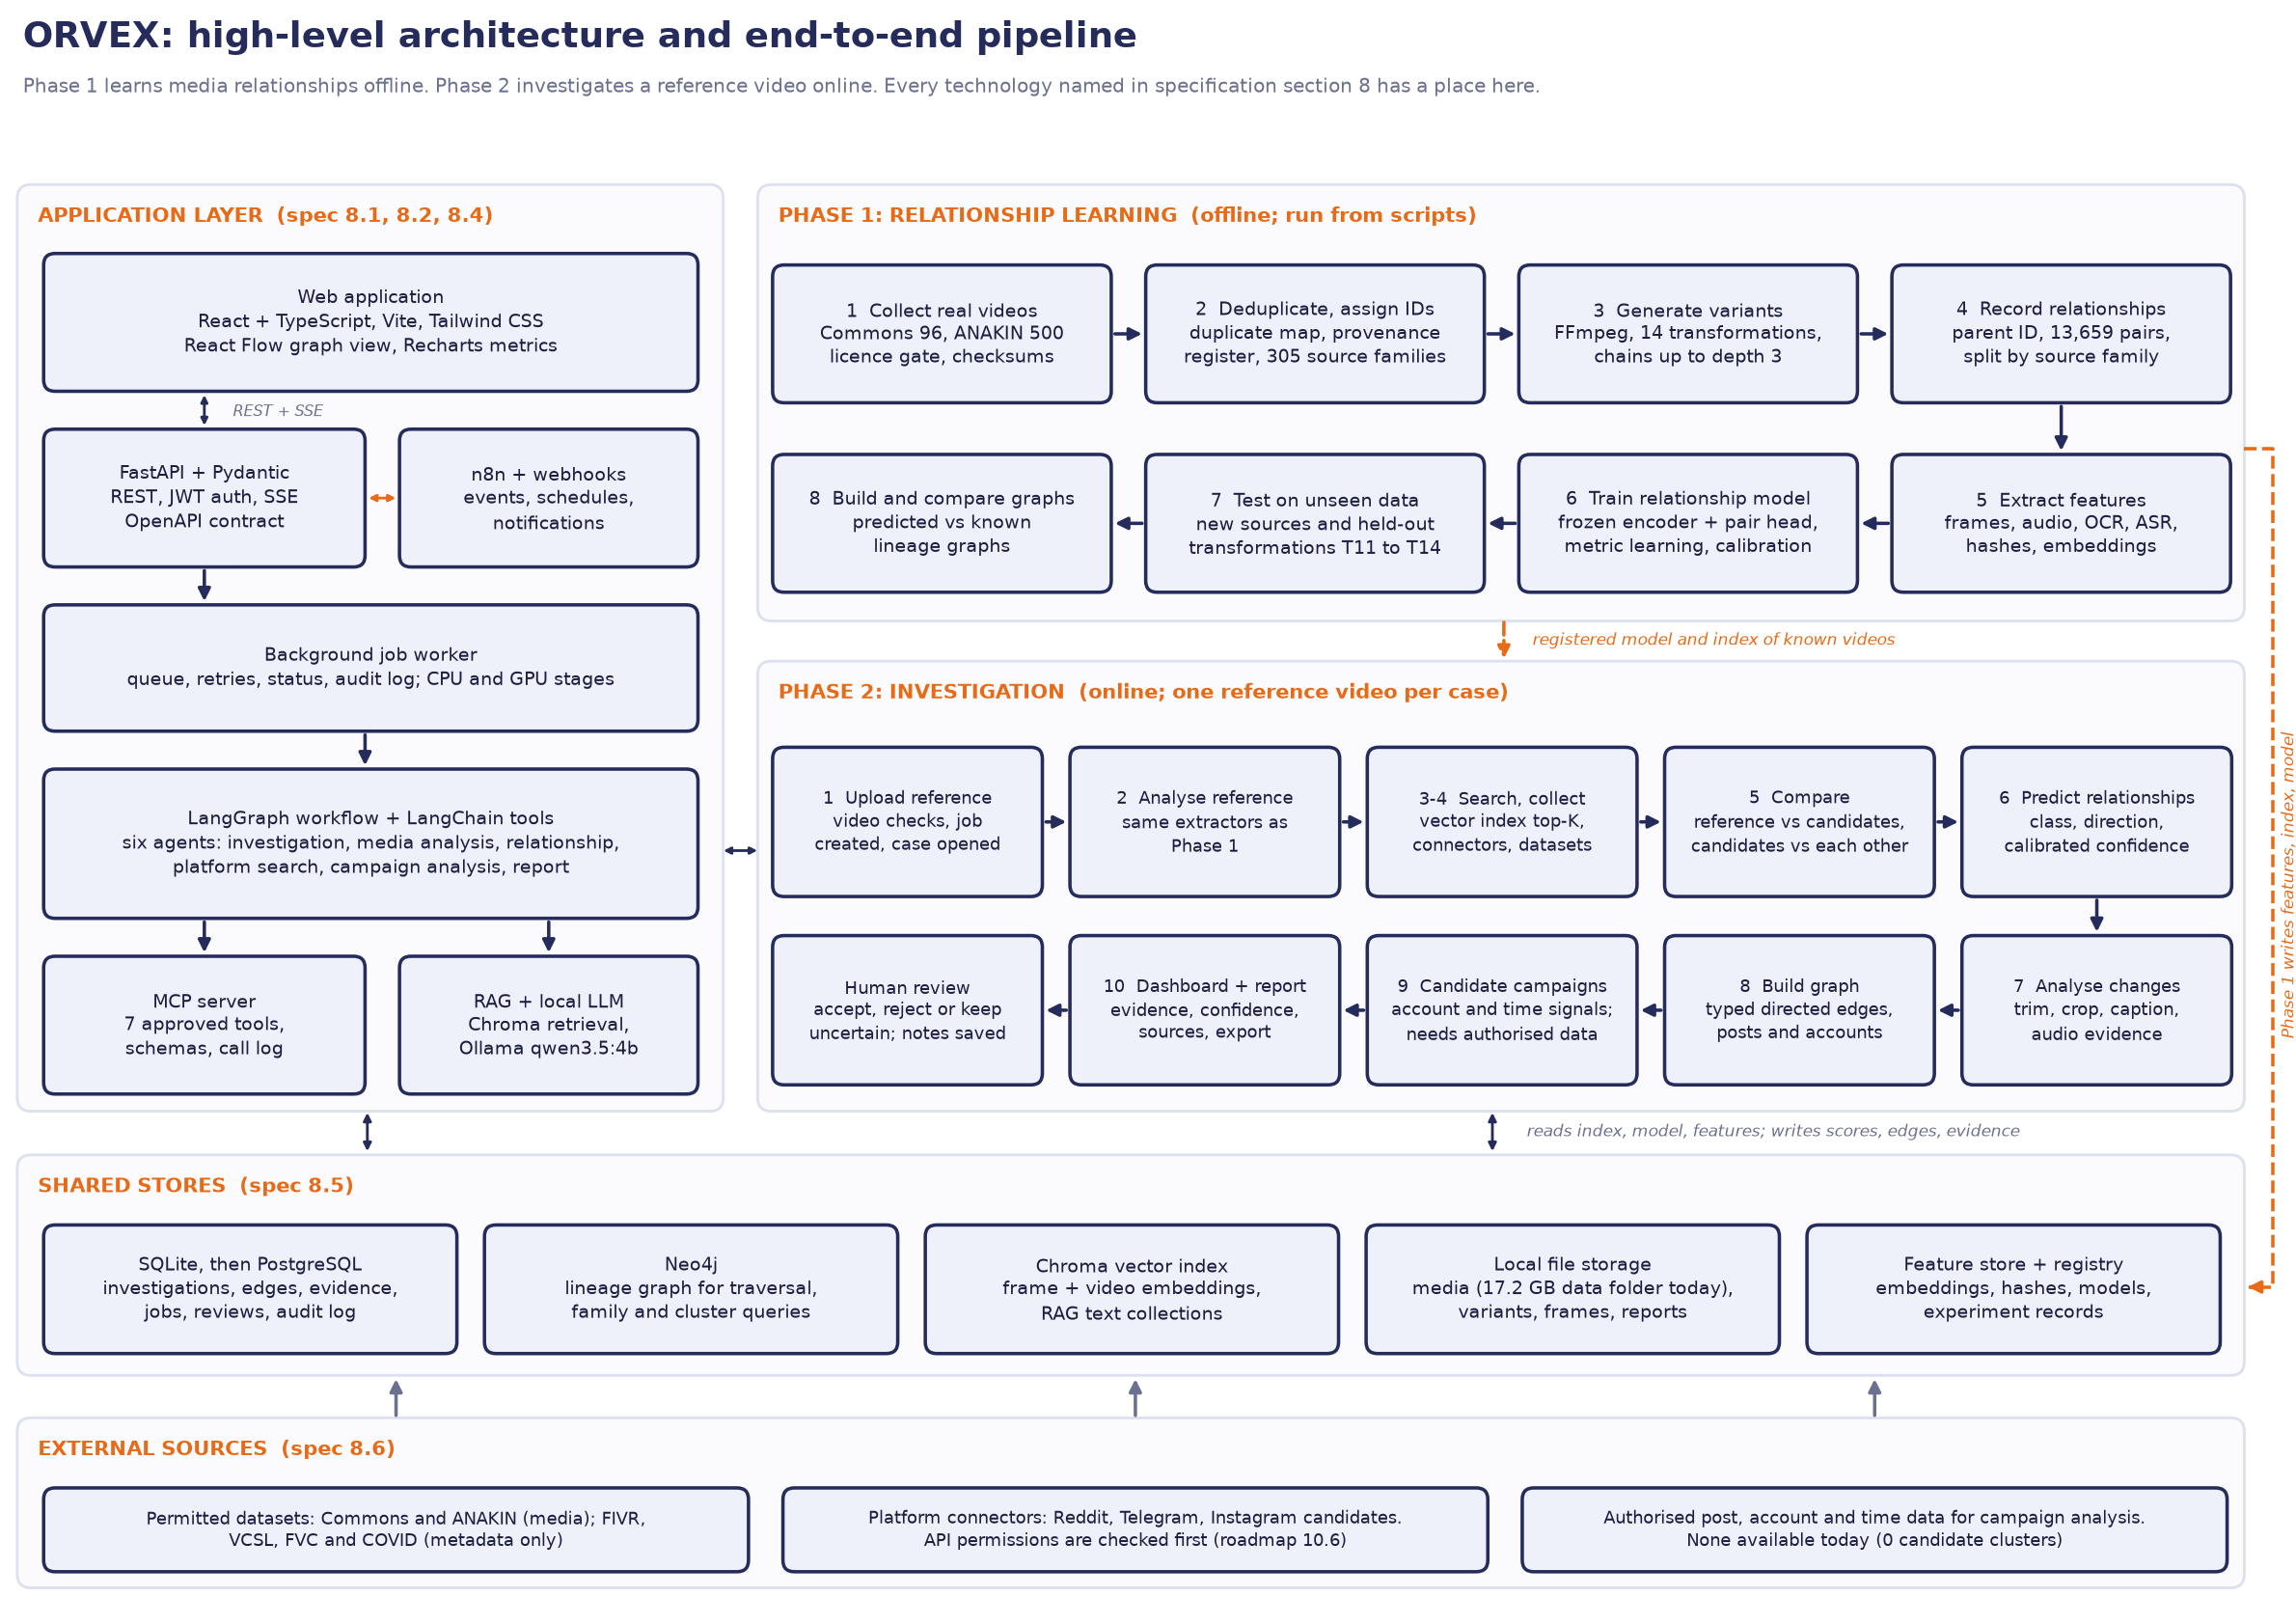 ORVEX: high-level architecture and end-to-end pipeline
Phase 1 learns media relationships offline. Phase 2 investigates a reference video online. Every technology named in specification section 8 has a place here.
APPLICATION LAYER (spec 8.1, 8.2, 8.4)
Web application
React + TypeScript, Vite, Tailwind CSS
React Flow graph view, Recharts metrics
REST + SSE
FastAPI + Pydantic
REST, JWT auth, SSE
OpenAPI contract
n8n + webhooks
events, schedules,
notifications
Background job worker
queue, retries, status, audit log; CPU and GPU stages
LangGraph workflow + LangChain tools
six agents: investigation, media analysis, relationship,
platform search, campaign analysis, report
MCP server
7 approved tools,
schemas, call log
RAG + local LLM
Chroma retrieval,
Ollama qwen3.5:4b
PHASE 1: RELATIONSHIP LEARNING (offline; run from scripts)
1 Collect real videos
Commons 96, ANAKIN 500
licence gate, checksums
2 Deduplicate, assign IDs
duplicate map, provenance
register, 305 source families
3 Generate variants
FFmpeg, 14 transformations,
chains up to depth 3
4 Record relationships
parent ID, 13,659 pairs,
split by source family
8 Build and compare graphs
predicted vs known
lineage graphs
7 Test on unseen data
new sources and held-out
transformations T11 to T14
6 Train relationship model
frozen encoder + pair head,
metric learning, calibration
5 Extract features
frames, audio, OCR, ASR,
hashes, embeddings
registered model and index of known videos
PHASE 2: INVESTIGATION (online; one reference video per case)
1 Upload reference
video checks, job
created, case opened
2 Analyse reference
same extractors as
Phase 1
3-4 Search, collect
vector index top-K,
connectors, datasets
5 Compare
reference vs candidates,
candidates vs each other
6 Predict relationships
class, direction,
calibrated confidence
Human review
accept, reject or keep
uncertain; notes saved
10 Dashboard + report
evidence, confidence,
sources, export
9 Candidate campaigns
account and time signals;
needs authorised data
8 Build graph
typed directed edges,
posts and accounts
7 Analyse changes
trim, crop, caption,
audio evidence
Phase 1 writes features, index, model
reads index, model, features; writes scores, edges, evidence
SHARED STORES (spec 8.5)
SQLite, then PostgreSQL
investigations, edges, evidence,
jobs, reviews, audit log
Neo4j
lineage graph for traversal,
family and cluster queries
Chroma vector index
frame + video embeddings,
RAG text collections
Local file storage
media (17.2 GB data folder today),
variants, frames, reports
Feature store + registry
embeddings, hashes, models,
experiment records
EXTERNAL SOURCES (spec 8.6)
Permitted datasets: Commons and ANAKIN (media); FIVR,
VCSL, FVC and COVID (metadata only)
Platform connectors: Reddit, Telegram, Instagram candidates.
API permissions are checked first (roadmap 10.6)
Authorised post, account and time data for campaign analysis.
None available today (0 candidate clusters)